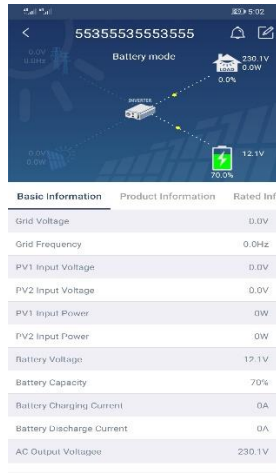 5:02
55355535553555
Battery mode
0.0V
0.0Hz
230.1V
0.0W
LOAD
0.0%
INVERTER
0.0V
0.0W
12.1V
70.0%
Basic Information Product Information Rated Inf
Grid Voltage 0.0V
Grid Frequency 0.0Hz
PV1 Input Voltage 0.0V
PV2 Input Voltage 0.0V
PV1 Input Power 0W
PV2 Input Power 0W
Battery Voltage 12.1V
Battery Capacity 70%
Battery Charging Current 0A
Battery Discharge Current 0A
AC Output Voltagee 230.1V